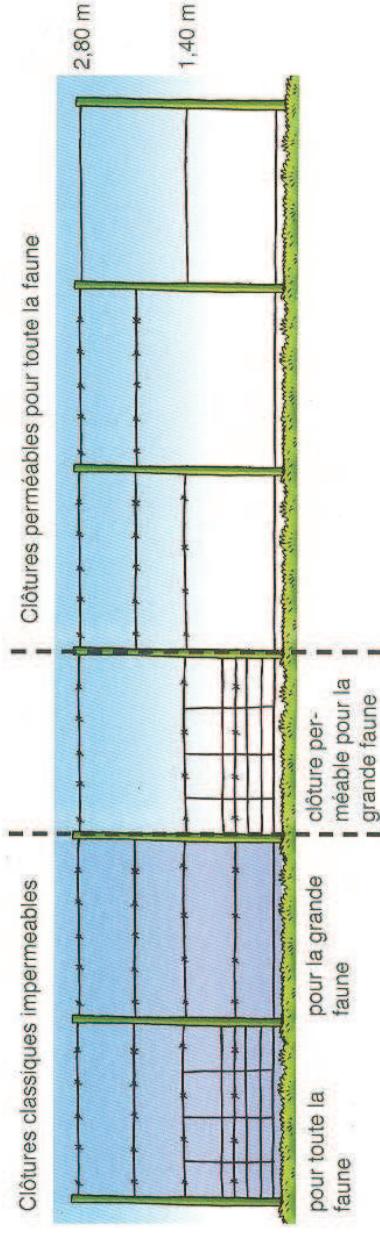 Clôtures classiques imperméables
Clôtures perméables pour toute la faune
2,80 m
1,40 m
pour toute la
faune
pour la grande
faune
clôture per-
méable pour la
grande faune